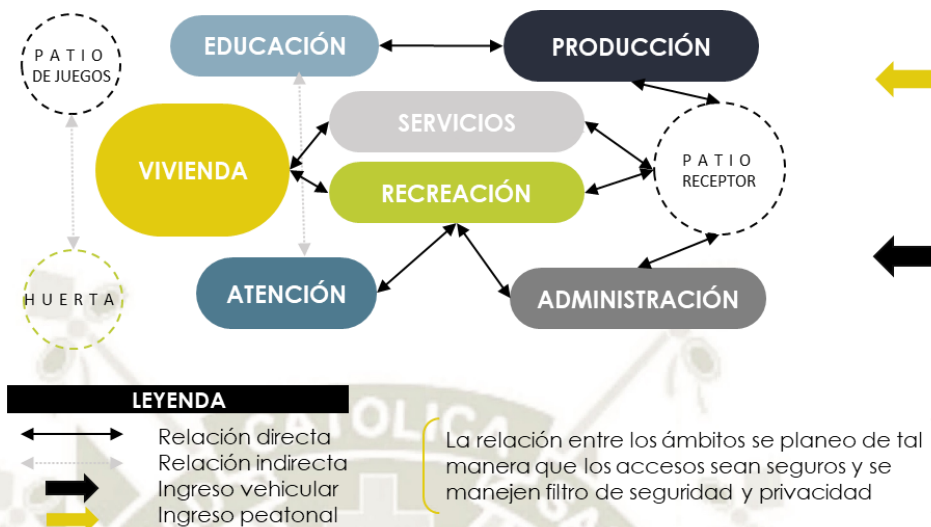 EDUCACIÓN
PRODUCCIÓN
PATIO
DE JUEGOS
SERVICIOS
VIVIENDA
PATIO
RECEPTOR
RECREACIÓN
ATENCIÓN
ADMINISTRACIÓN
HUERTA
LEYENDA
Relación directa
Relación indirecta
Ingreso vehicular
Ingreso peatonal
La relación entre los ámbitos se planeo de tal
manera que los accesos sean seguros y se
manejen filtro de seguridad y privacidad
CATOLICA